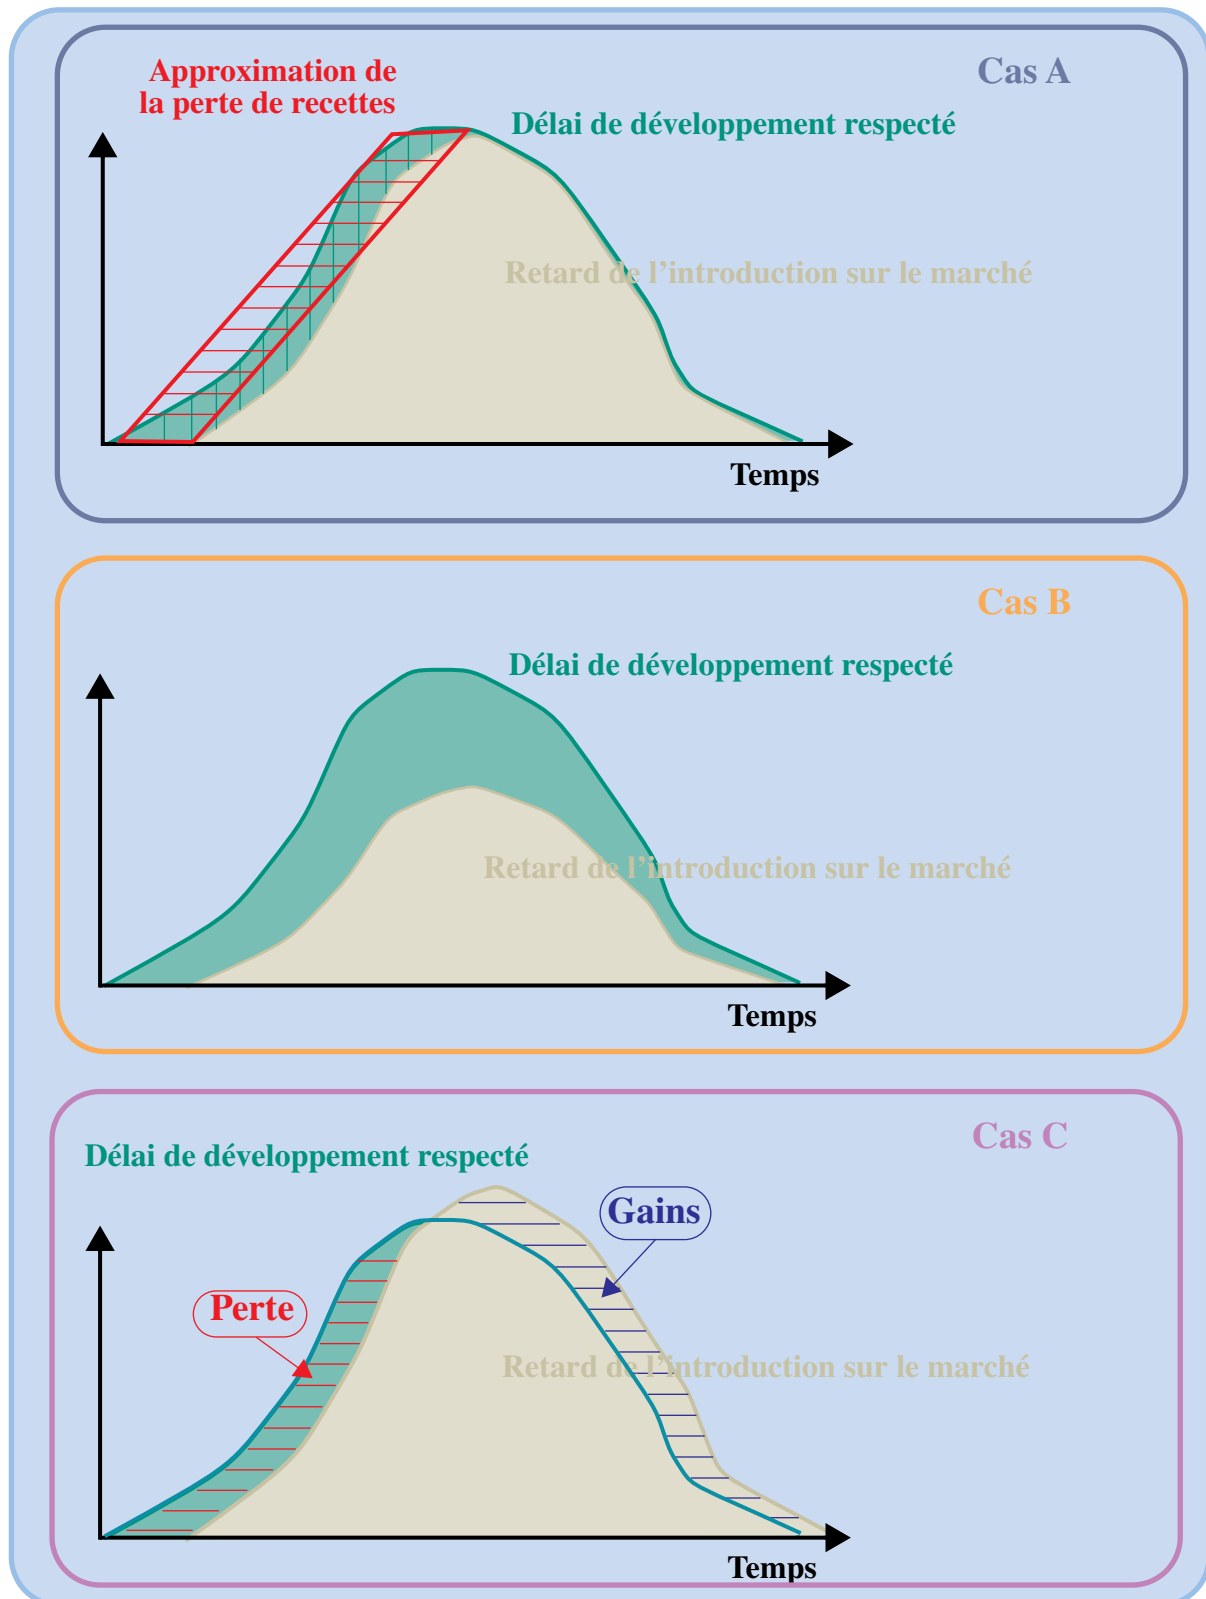 Cas A
Approximation de
la perte de recettes
Délai de développement respecté
Retard de l’introduction sur le marché
Temps
Cas B
Délai de développement respecté
Retard de l’introduction sur le marché
Temps
Cas C
Délai de développement respecté
Gains
Perte
Retard de l’introduction sur le marché
Temps